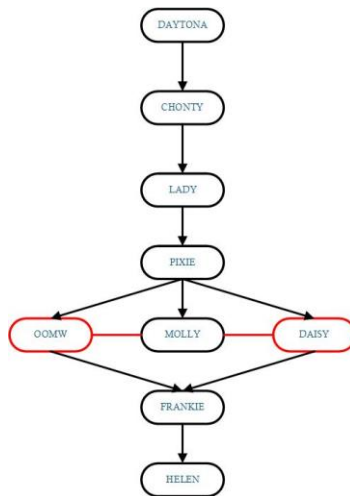 DAYTONA
CHONTY
LADY
PIXIE
OOMW
MOLLY
DAISY
FRANKIE
HELEN